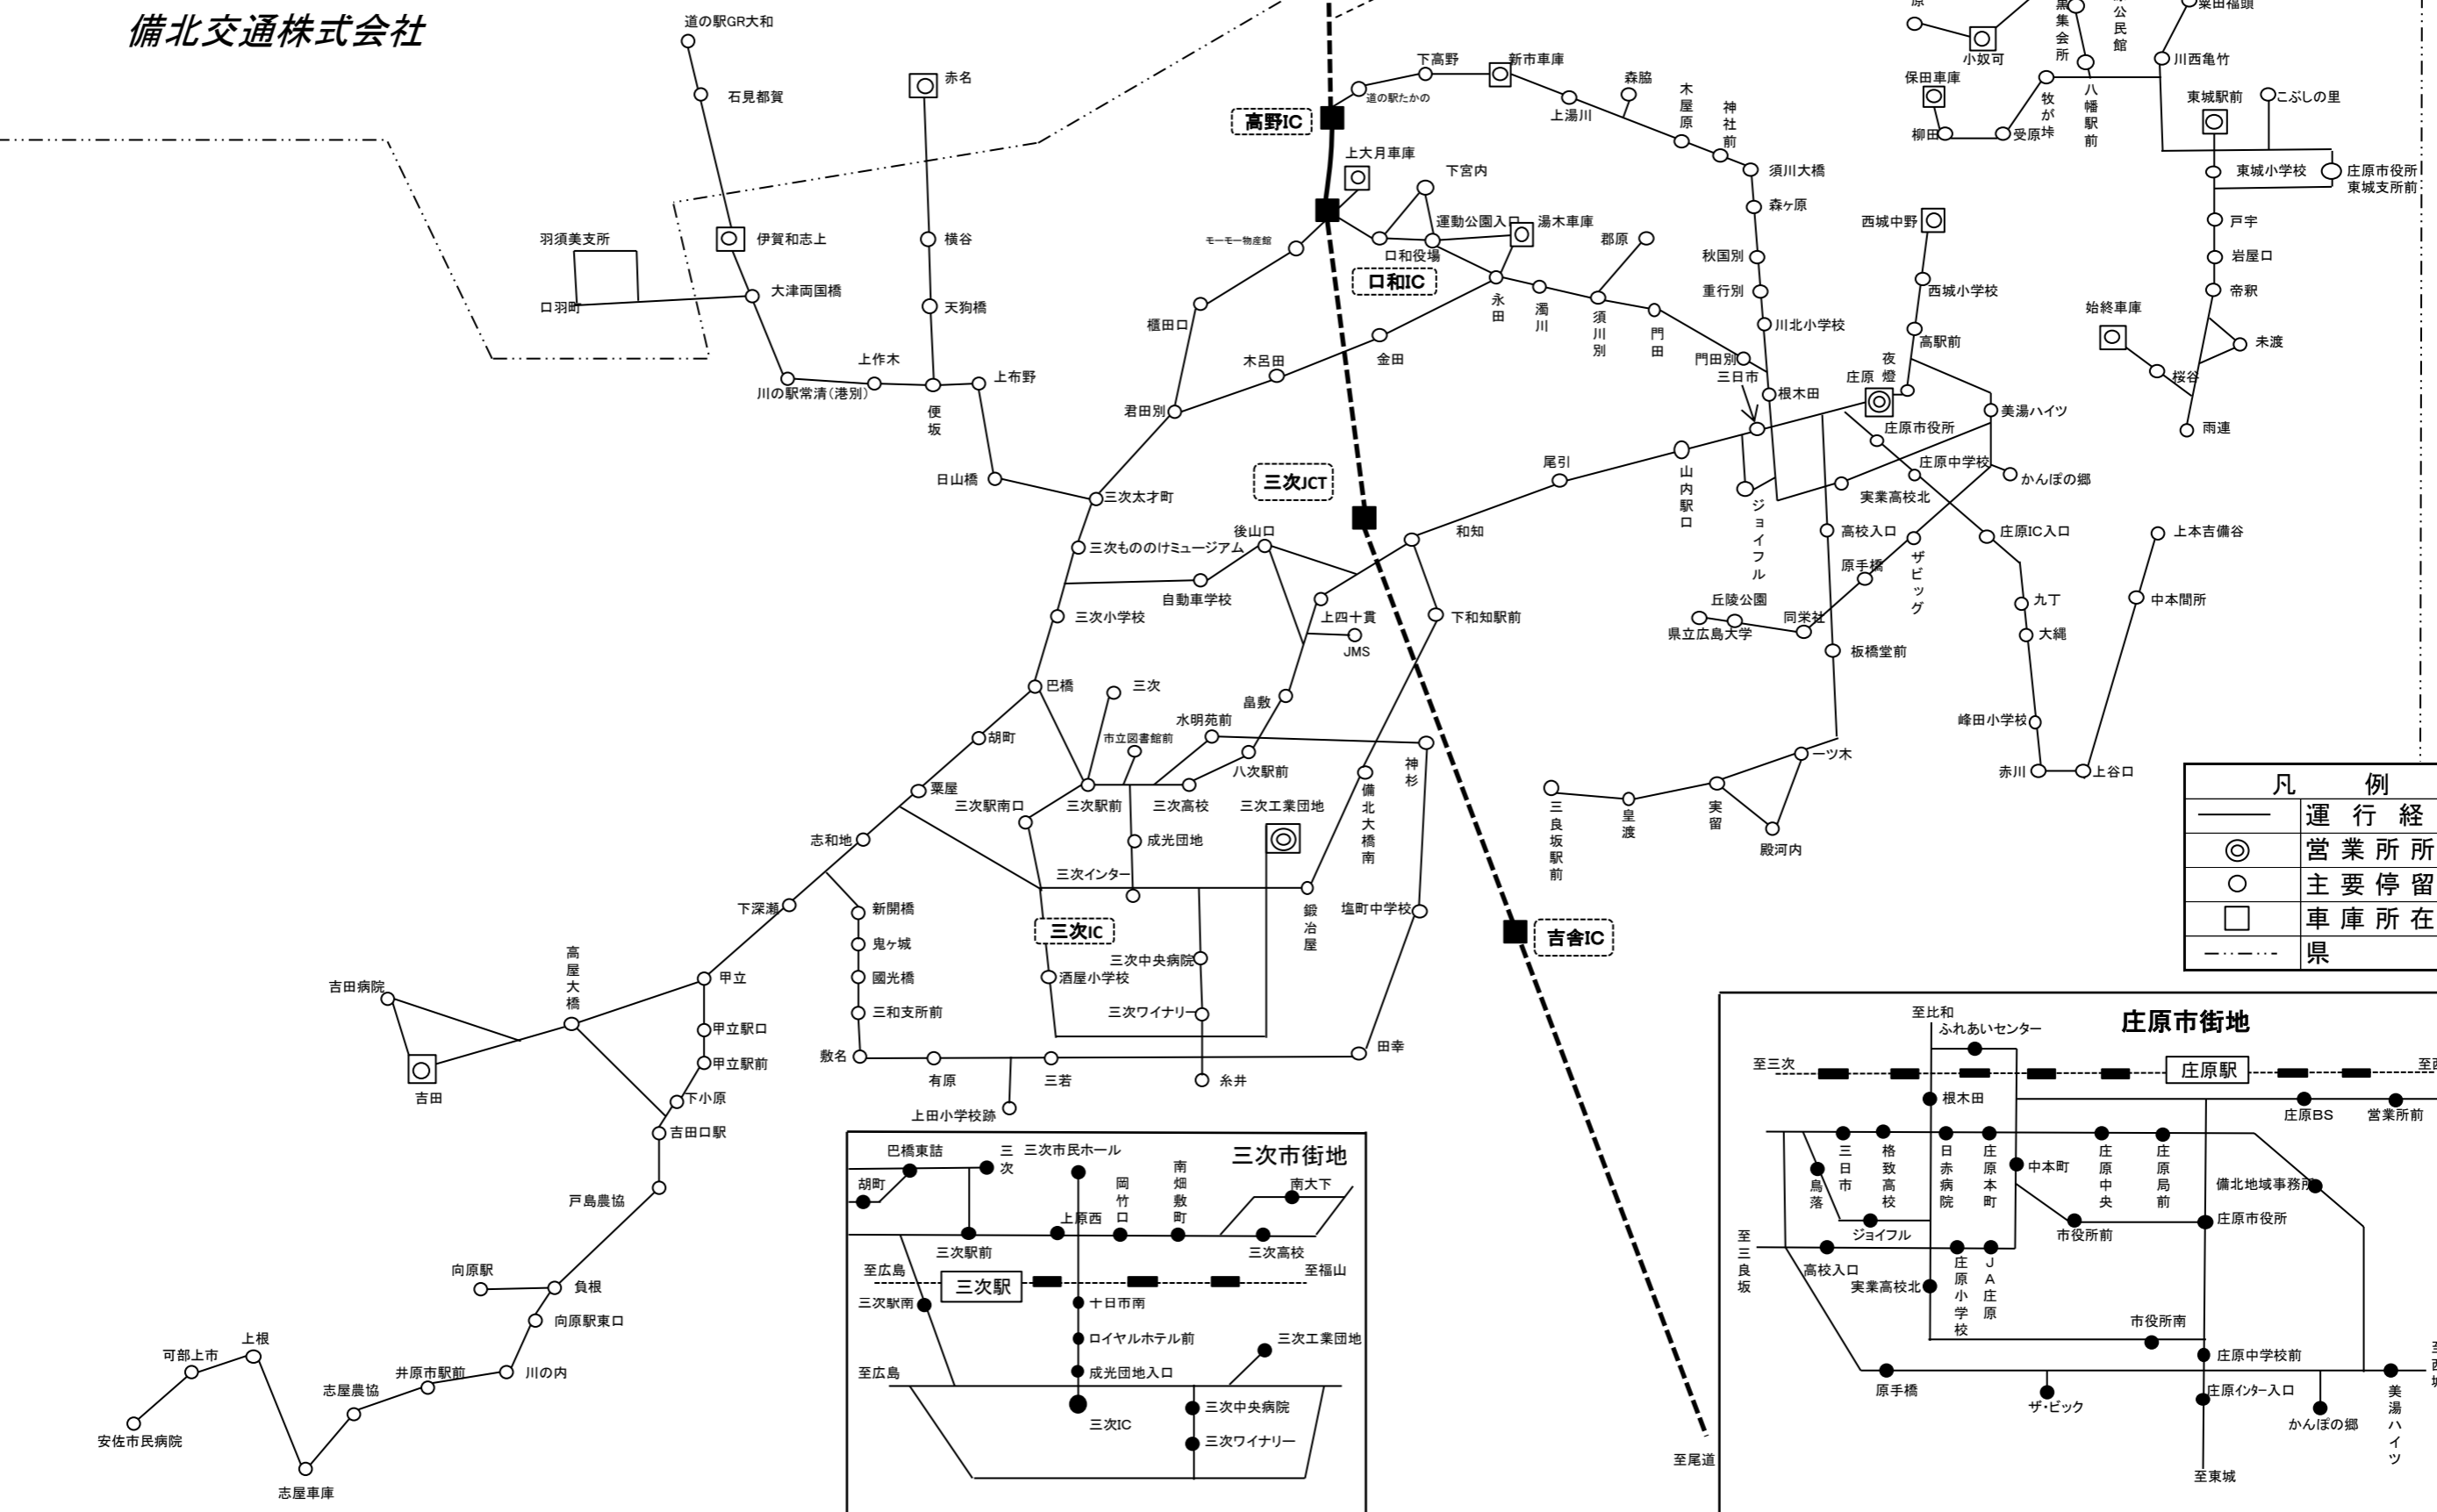 備北交通株式会社
道の駅GR大和
石見都賀
赤名
伊賀和志上
横谷
羽須美支所
口羽町
大津両国橋
天狗橋
上作木
川の駅常清(港別)
便坂
上布野
日山橋
高野IC
道の駅たかの
下高野
新市車庫
上湯川
森脇
木屋原
神社前
須川大橋
森ヶ原
秋国別
重行別
川北小学校
上大月車庫
下宮内
運動公園入口
湯木車庫
モーモー物産館
口和役場
口和IC
郡原
櫃田口
永田
濁川
須川別
門田
門田別
三日市
根木田
木呂田
金田
君田別
三次太才町
三次JCT
尾引
山内駅口
ジョイフル
原
小奴可
黒集会所
公民館
粟田福頭
川西亀竹
保田車庫
柳田
受原
牧が垰
八幡駅前
東城駅前
こぶしの里
東城小学校
庄原市役所
東城支所前
戸宇
岩屋口
帝釈
未渡
始終車庫
桜谷
雨連
西城中野
西城小学校
高駅前
夜燈
庄原
庄原市役所
美湯ハイツ
庄原中学校
かんぽの郷
実業高校北
高校入口
庄原IC入口
上本吉備谷
原手橋
ザビッグ
丘陵公園
県立広島大学
同栄社
九丁
大縄
中本間所
板橋堂前
峰田小学校
赤川
上谷口
一ツ木
三良坂駅前
皇渡
実留
殿河内
三次もののけミュージアム
後山口
和知
自動車学校
三次小学校
上四十貫
JMS
下和知駅前
巴橋
三次
畠敷
水明苑前
市立図書館前
胡町
八次駅前
神杉
粟屋
三次駅南口
三次駅前
三次高校
三次工業団地
備北大橋南
志和地
成光団地
三次インター
下深瀬
新開橋
三次IC
鍛冶屋
塩町中学校
吉舎IC
鬼ヶ城
高屋大橋
國光橋
酒屋小学校
三次中央病院
甲立
吉田病院
三和支所前
三次ワイナリー
甲立駅口
敷名
田幸
甲立駅前
有原
三若
糸井
吉田
下小原
上田小学校跡
吉田口駅
戸島農協
向原駅
負根
向原駅東口
上根
可部上市
井原市駅前
川の内
志屋農協
安佐市民病院
志屋車庫
至尾道
凡 例
運 行 経
営 業 所 所
主 要 停 留
車 庫 所 在
県
三次市街地
巴橋東詰
三次
三次市民ホール
胡町
岡竹口
南畑敷町
南大下
上原西
三次駅前
三次高校
至広島
三次駅
至福山
三次駅南
十日市南
ロイヤルホテル前
三次工業団地
至広島
成光団地入口
三次中央病院
三次IC
三次ワイナリー
庄原市街地
至比和
ふれあいセンター
至三次
庄原駅
根木田
庄原BS
営業所前
三日市
格致高校
日赤病院
庄原本町
中本町
庄原中央
庄原局前
鳥落
備北地域事務所
ジョイフル
市役所前
庄原市役所
至三良坂
高校入口
庄原小学校
JA庄原
実業高校北
市役所南
庄原中学校前
原手橋
ザ・ビック
庄原インター入口
かんぽの郷
美湯ハイツ
至西城
至東城